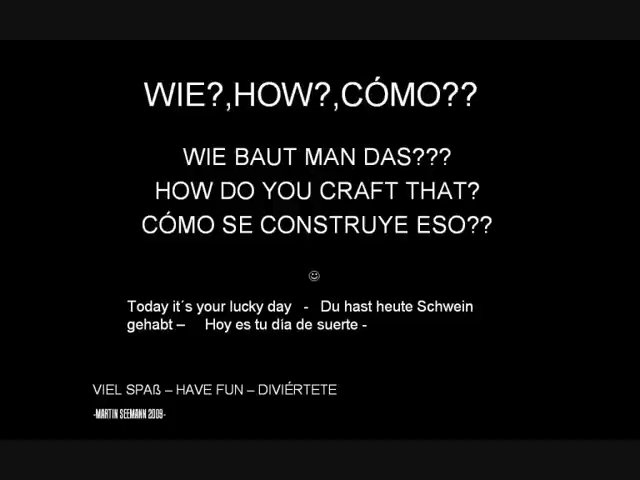 WIE?,HOW?,CÓMO??
WIE BAUT MAN DAS???
HOW DO YOU CRAFT THAT?
CÓMO SE CONSTRUYE ESO??
☺
Today it´s your lucky day - Du hast heute Schwein
gehabt – Hoy es tu día de suerte -
VIEL SPAß – HAVE FUN – DIVIÉRTETE
-MARTIN SEEMANN 2009-